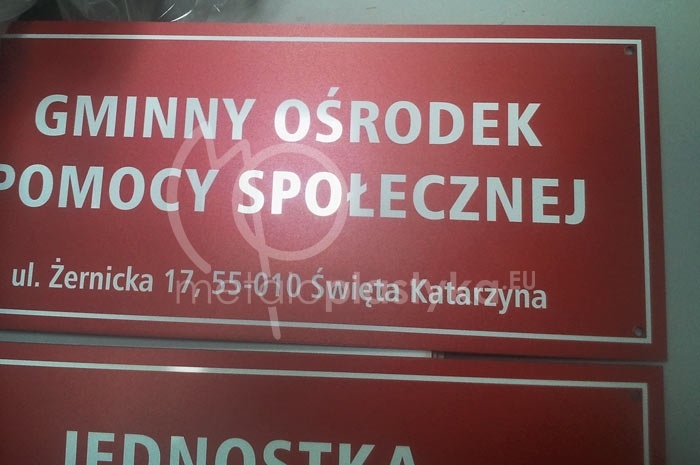 GMINNY OŚRODEK
POMOCY SPOŁECZNEJ
ul. Żernicka 17, 55-010 Święta Katarzyna
metaloplastyka.EU
JEDNOSTKA